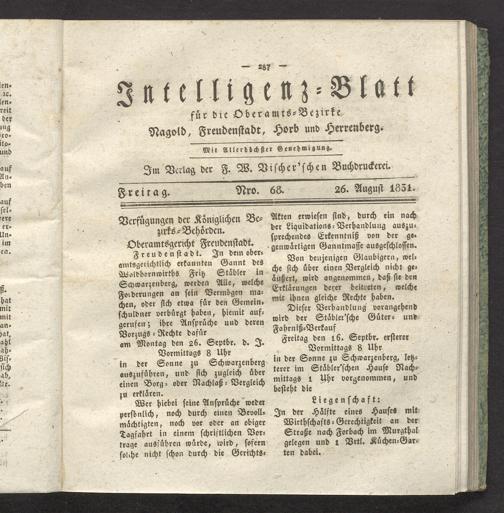 — 287 —
Intelligenz-Blatt
für die Oberamts-Bezirke
Nagold, Freudenstadt, Horb und Herrenberg.
Mit Allerhöchster Genehmigung.
Im Verlag der F. W. Vischer'schen Buchdruckerei.
Freitag. Nro. 68. 26. August 1831.
Verfügungen der Königlichen Be-
zirks-Behörden.
Oberamtsgericht Freudenstadt.
Freudenstadt. In dem ober-
amtsgerichtlich erkannten Gannt des
Waldhornwirths Fritz Stäbler in
Schwarzenberg, werden Alle, welche
Forderungen an sein Vermögen ma-
chen, oder sich etwa für den Gemein-
schuldner verbürgt haben, hiemit auf-
gerufen; ihre Ansprüche und deren
Vorzugs-Rechte dafür
am Montag den 26. Septbr. d. J.
Vormittags 8 Uhr
in der Sonne zu Schwarzenberg
auszuführen, und sich zugleich über
einen Borg- oder Nachlaß-Vergleich
zu erklären.
Wer hiebei seine Ansprüche weder
persönlich, noch durch einen Bevoll-
mächtigten, noch vor oder an obiger
Tagfahrt in einem schriftlichen Vor-
trage ausführen würde, wird, sofern
solche nicht schon durch die Gerichts-
Akten erwiesen sind, durch ein nach
der Liquidations-Verhandlung auszu-
sprechendes Erkenntniß von der ge-
genwärtigen Ganntmasse ausgeschlossen.
Von denjenigen Glaubigern, wel-
che sich über einen Vergleich nicht ge-
äußert, wird angenommen, daß sie den
Erklärungen derer beitreten, welche
mit ihnen gleiche Rechte haben.
Dieser Verhandlung vorangehend
wird der Stäbler'sche Güter- und
Fahrniß-Verkauf
Freitag den 16. Septbr. ersterer
Vormittags 8 Uhr
in der Sonne zu Schwarzenberg, letz-
terer im Stäbler'schen Hause Nach-
mittags 1 Uhr vorgenommen, und
besteht die
Liegenschaft:
In der Hälfte eines Hauses mit
Wirthschafts-Gerechtigkeit an der
Straße nach Forbach im Murgthal
gelegen und 1 Vrtl. Küchen-Gar-
ten dabei.